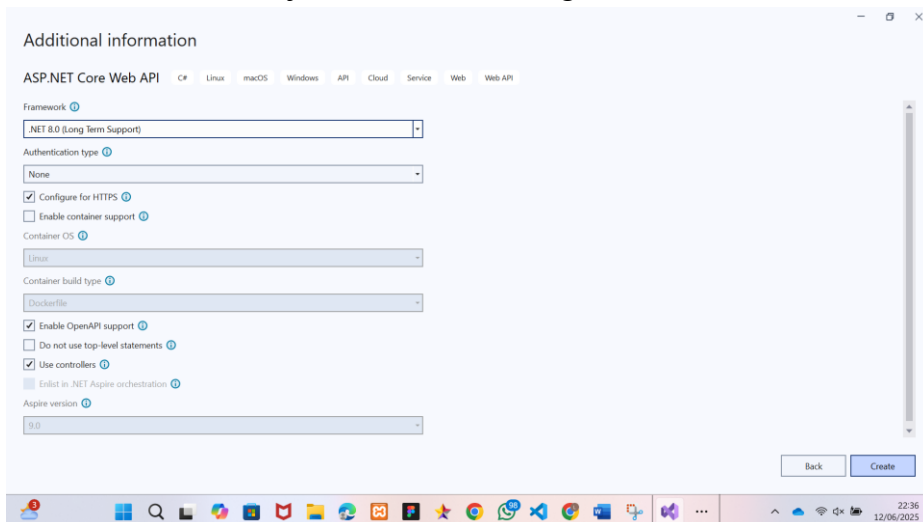 Additional information
ASP.NET Core Web API C# Linux macOS Windows API Cloud Service Web Web API
Framework
.NET 8.0 (Long Term Support)
Authentication type
None
Configure for HTTPS
Enable container support
Container OS
Linux
Container build type
Dockerfile
Enable OpenAPI support
Do not use top-level statements
Use controllers
Enlist in .NET Aspire orchestration
Aspire version
9.0
Back Create
98
22:36
12/06/2025